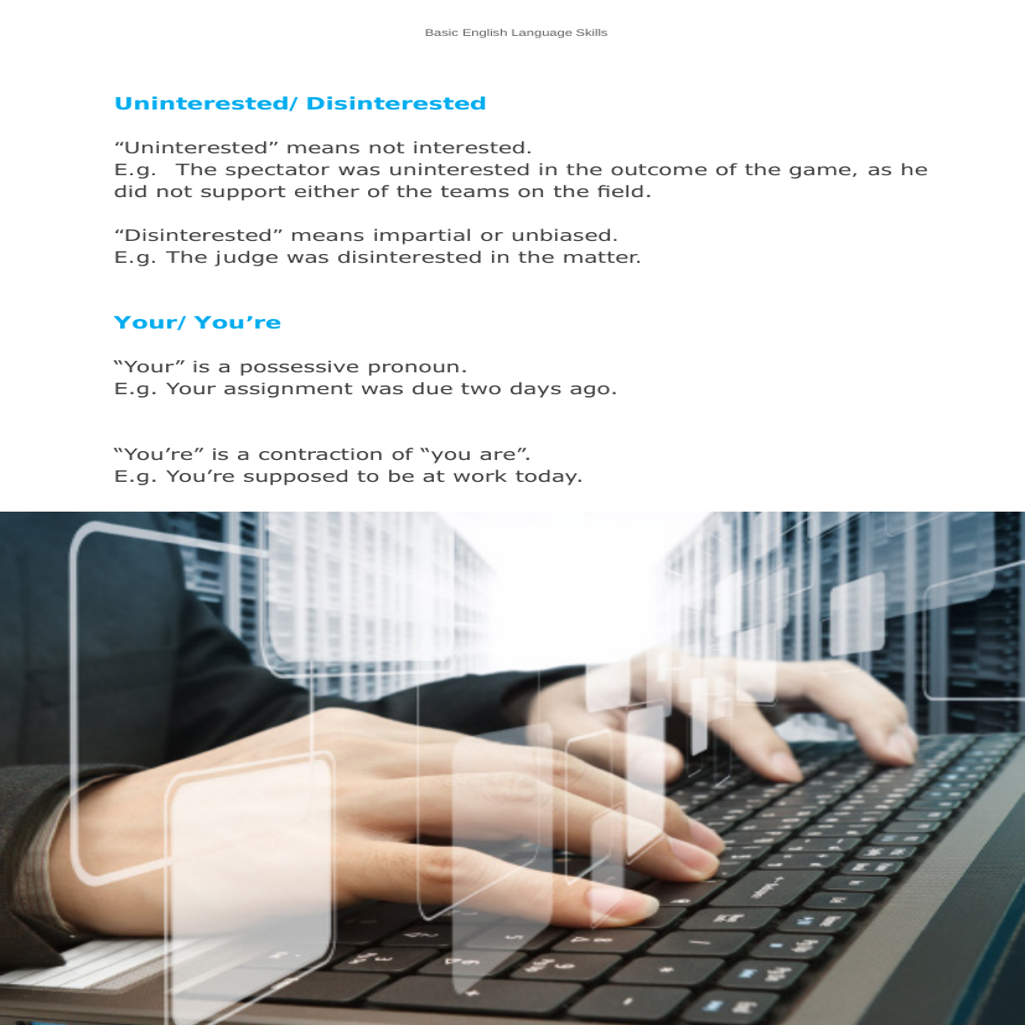 Basic English Language Skills
Uninterested/ Disinterested
“Uninterested” means not interested.
E.g.  The spectator was uninterested in the outcome of the game, as he
did not support either of the teams on the field.
“Disinterested” means impartial or unbiased.
E.g. The judge was disinterested in the matter.
Your/ You’re
“Your” is a possessive pronoun.
E.g. Your assignment was due two days ago.
“You’re” is a contraction of “you are”.
E.g. You’re supposed to be at work today.